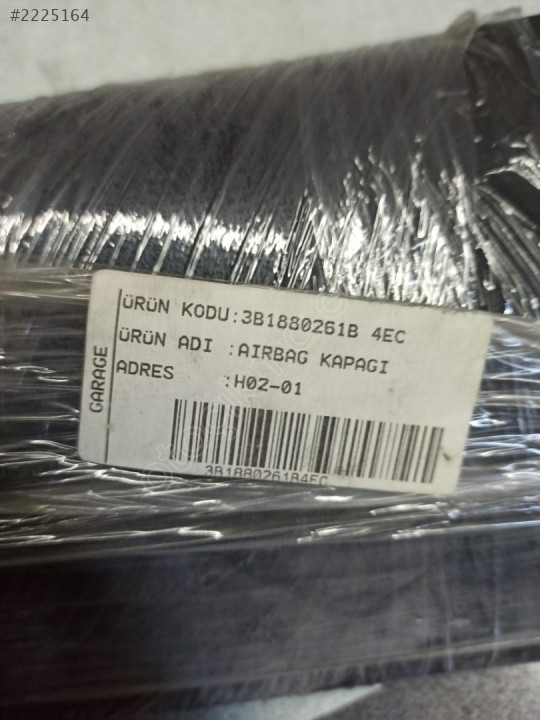 #2225164
GARAGE
ÜRÜN KODU:3B1880261B 4EC
ÜRÜN ADI :AIRBAG KAPAGI
ADRES :H02-01
3B1880261B4EC